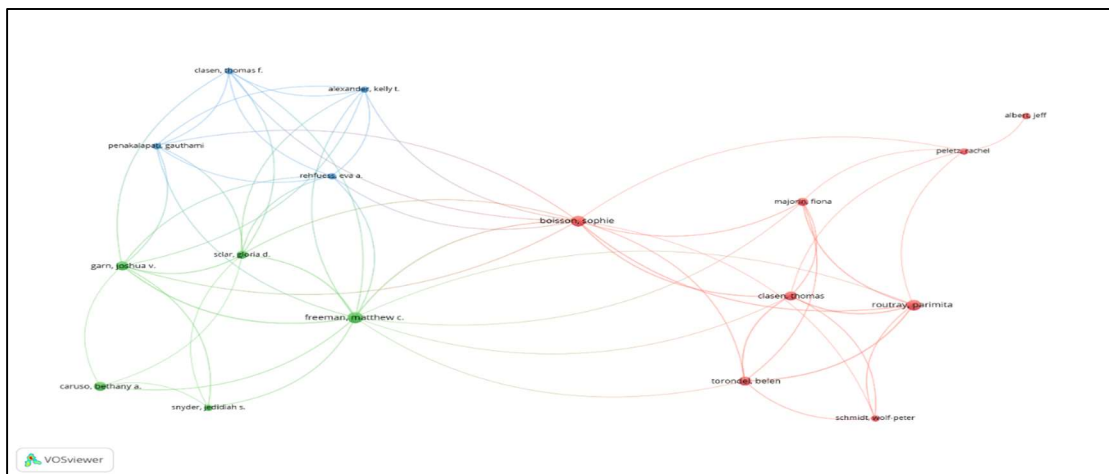 clasen, thomas f.
alexander, kelly t.
albert, jeff
penakalapati, gauthami
peletz, rachel
rehfuess, eva a.
majorin, fiona
boisson, sophie
sclar, gloria d.
garn, joshua v.
clasen, thomas
routray, parimita
freeman, matthew c.
torondel, belen
caruso, bethany a.
snyder, jedidiah s.
schmidt, wolf-peter
VOSviewer